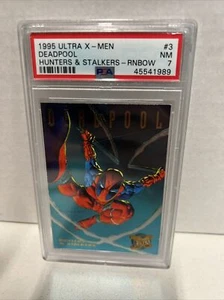 1995 ULTRA X-MEN #3
DEADPOOL NM
HUNTERS & STALKERS-RNBOW 7
PSA 45541989
DEADPOOL